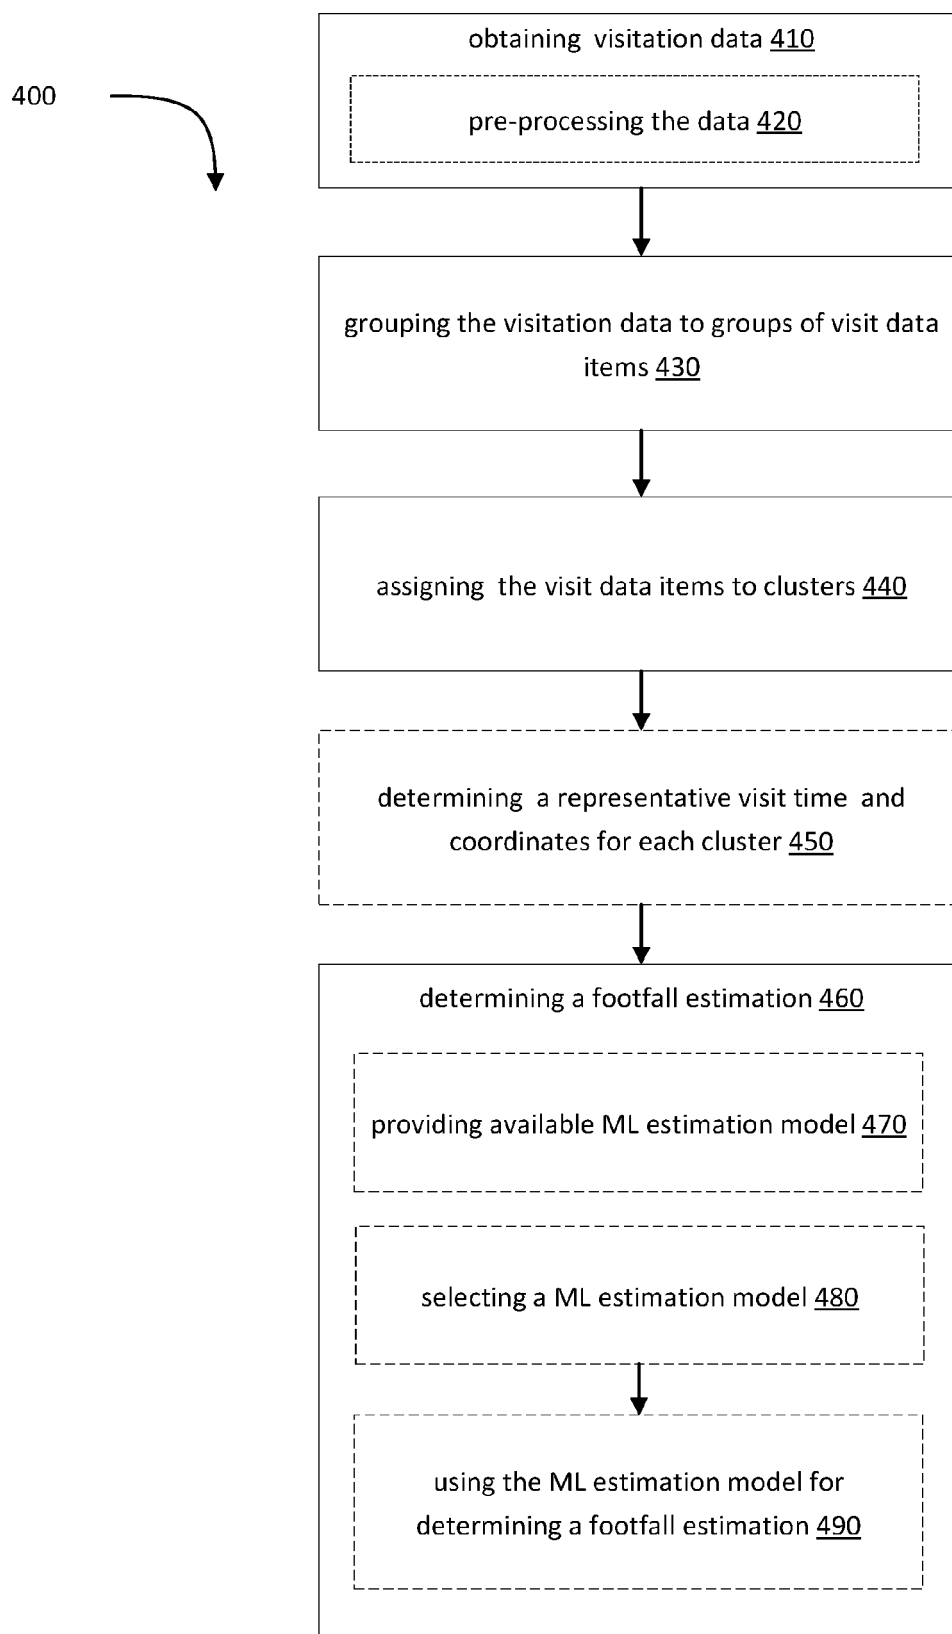 obtaining visitation data 410
400
pre-processing the data 420
grouping the visitation data to groups of visit data
items 430
assigning the visit data items to clusters 440
determining a representative visit time and
coordinates for each cluster 450
determining a footfall estimation 460
providing available ML estimation model 470
selecting a ML estimation model 480
using the ML estimation model for
determining a footfall estimation 490